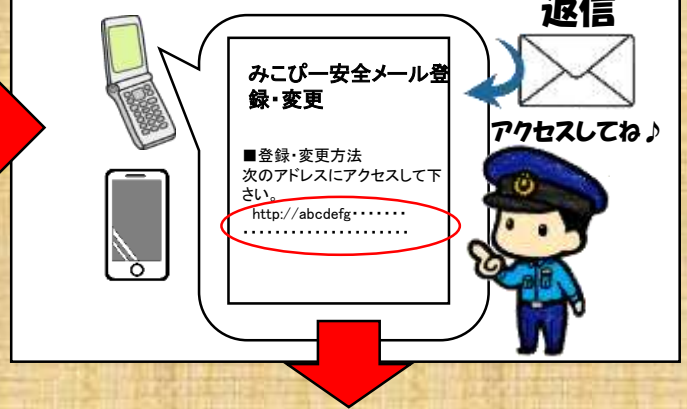 返信
みこぴー安全メール登
録・変更
アクセスしてね♪
■登録・変更方法
次のアドレスにアクセスして下
さい。
http://abcdefg・・・・・・・
・・・・・・・・・・・・・・・・・・・・・